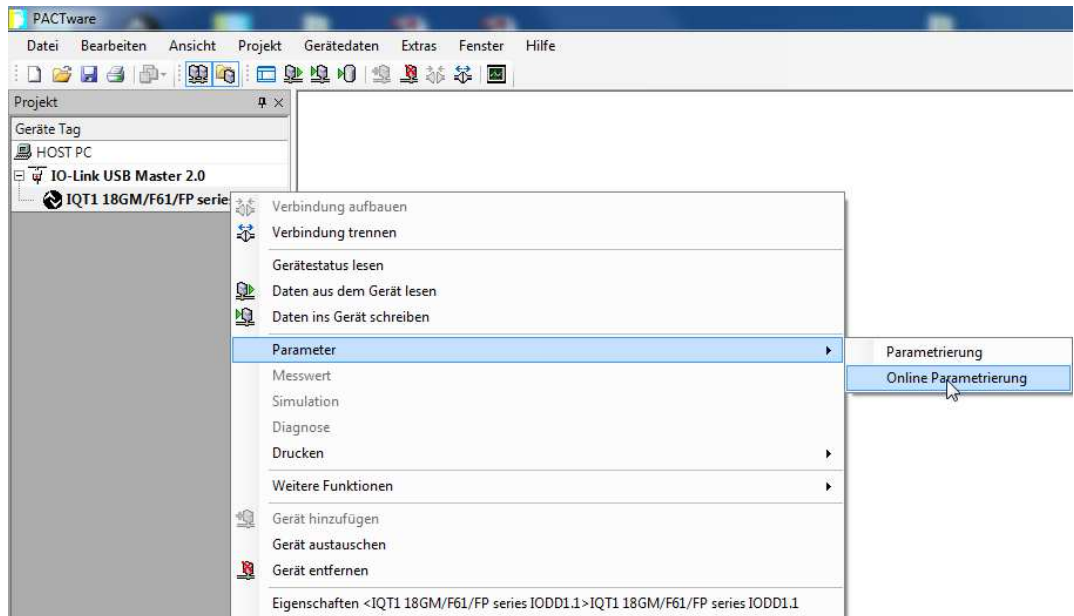 PACTware
Datei Bearbeiten Ansicht Projekt Gerätedaten Extras Fenster Hilfe
Projekt
Geräte Tag
HOST PC
IO-Link USB Master 2.0
IQT1 18GM/F61/FP serie
Verbindung aufbauen
Verbindung trennen
Gerätestatus lesen
Daten aus dem Gerät lesen
Daten ins Gerät schreiben
Parameter
Parametrierung
Online Parametrierung
Messwert
Simulation
Diagnose
Drucken
Weitere Funktionen
Gerät hinzufügen
Gerät austauschen
Gerät entfernen
Eigenschaften <IQT1 18GM/F61/FP series IODD1.1>IQT1 18GM/F61/FP series IODD1.1